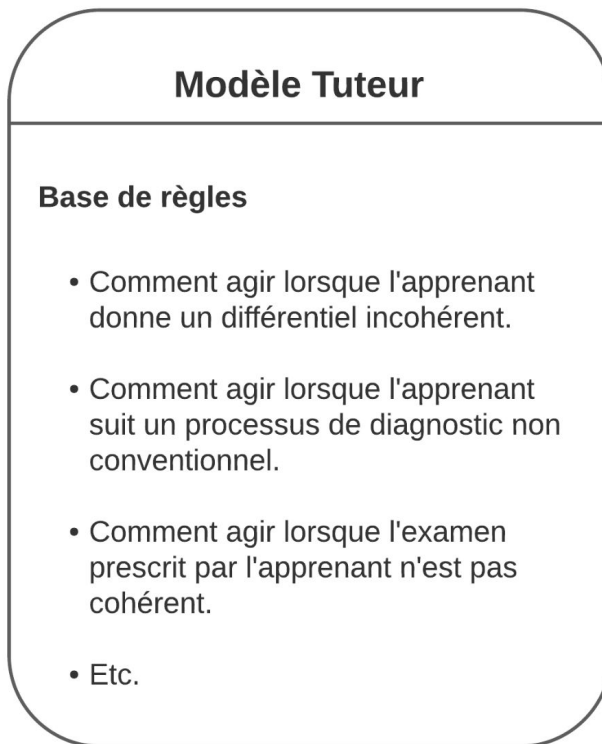 Modèle Tuteur
Base de règles
• Comment agir lorsque l'apprenant
donne un différentiel incohérent.
• Comment agir lorsque l'apprenant
suit un processus de diagnostic non
conventionnel.
• Comment agir lorsque l'examen
prescrit par l'apprenant n'est pas
cohérent.
• Etc.